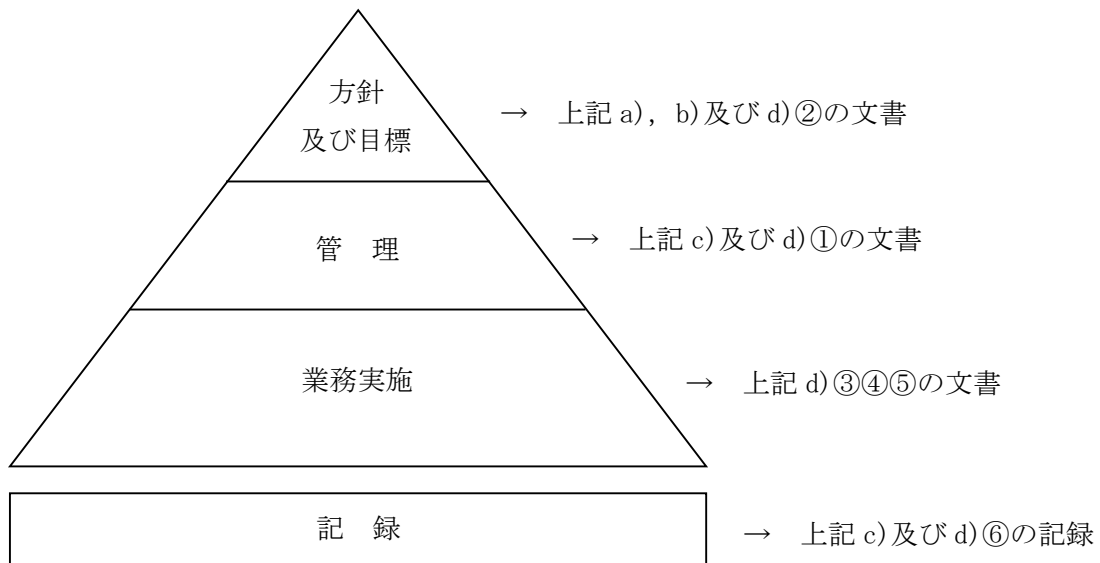 方針
及び目標
→　上記 a), b)及び d)②の文書
管　理
→　上記 c)及び d)①の文書
業務実施
→　上記 d)③④⑤の文書
記　録
→　上記 c)及び d)⑥の記録